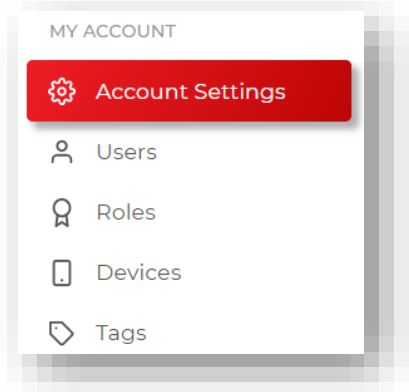 MY ACCOUNT
Account Settings
Users
Roles
Devices
Tags